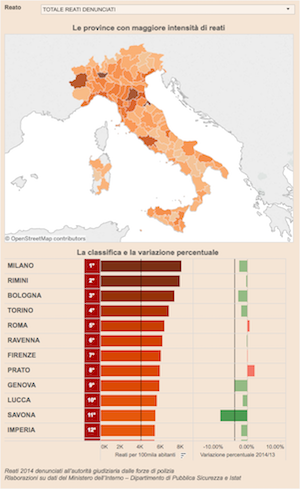 Reato
TOTALE REATI DENUNCIATI
Le province con maggiore intensità di reati
© OpenStreetMap contributors
La classifica e la variazione percentuale
MILANO 1°
RIMINI 2°
BOLOGNA 3°
TORINO 4°
ROMA 5°
RAVENNA 6°
FIRENZE 7°
PRATO 8°
GENOVA 9°
LUCCA 10°
SAVONA 11°
IMPERIA 12°
0K 2K 4K 6K 8K -10.00% 0.00% 10.00%
Reati per 100mila abitanti Variazione percentuale 2014/13
Reati 2014 denunciati all'autorità giudiziaria dalle forze di polizia
Rlaborazioni su dati del Ministero dell'Interno – Dipartimento di Pubblica Sicurezza e Istat